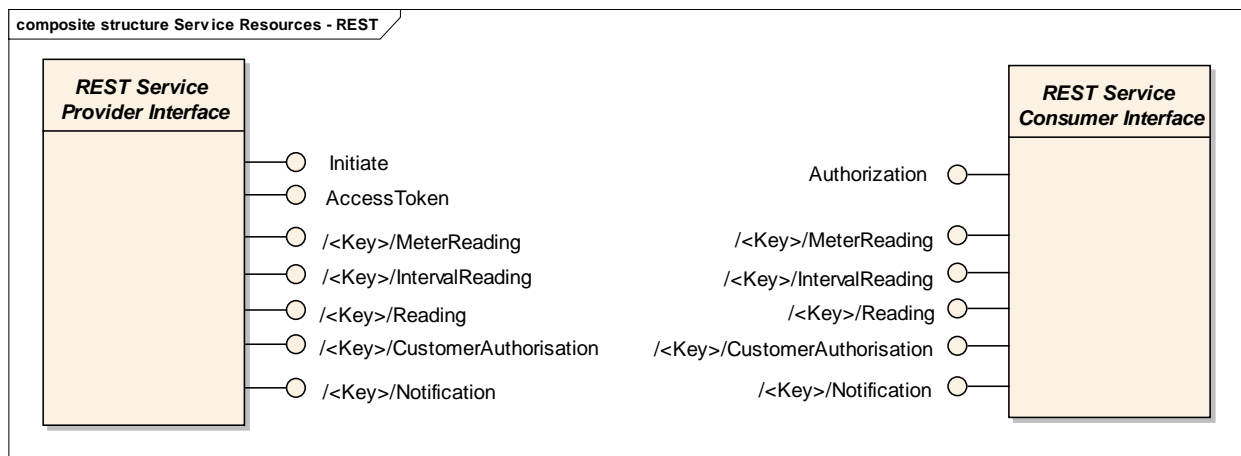 composite structure Service Resources - REST
REST Service
Provider Interface
Initiate
AccessToken
/<Key>/MeterReading
/<Key>/IntervalReading
/<Key>/Reading
/<Key>/CustomerAuthorisation
/<Key>/Notification
REST Service
Consumer Interface
Authorization
/<Key>/MeterReading
/<Key>/IntervalReading
/<Key>/Reading
/<Key>/CustomerAuthorisation
/<Key>/Notification